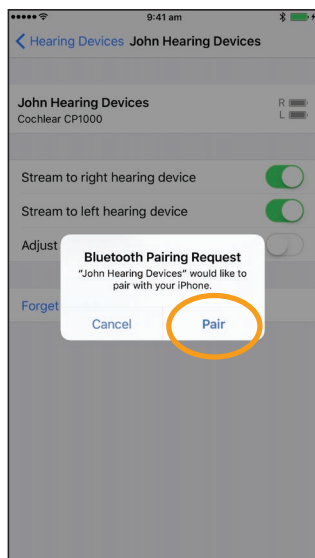 9:41 am
Hearing Devices John Hearing Devices
John Hearing Devices
Cochlear CP1000
R
L
Stream to right hearing device
Stream to left hearing device
Adjust
Bluetooth Pairing Request
“John Hearing Devices” would like to
pair with your iPhone.
Forget
Cancel Pair